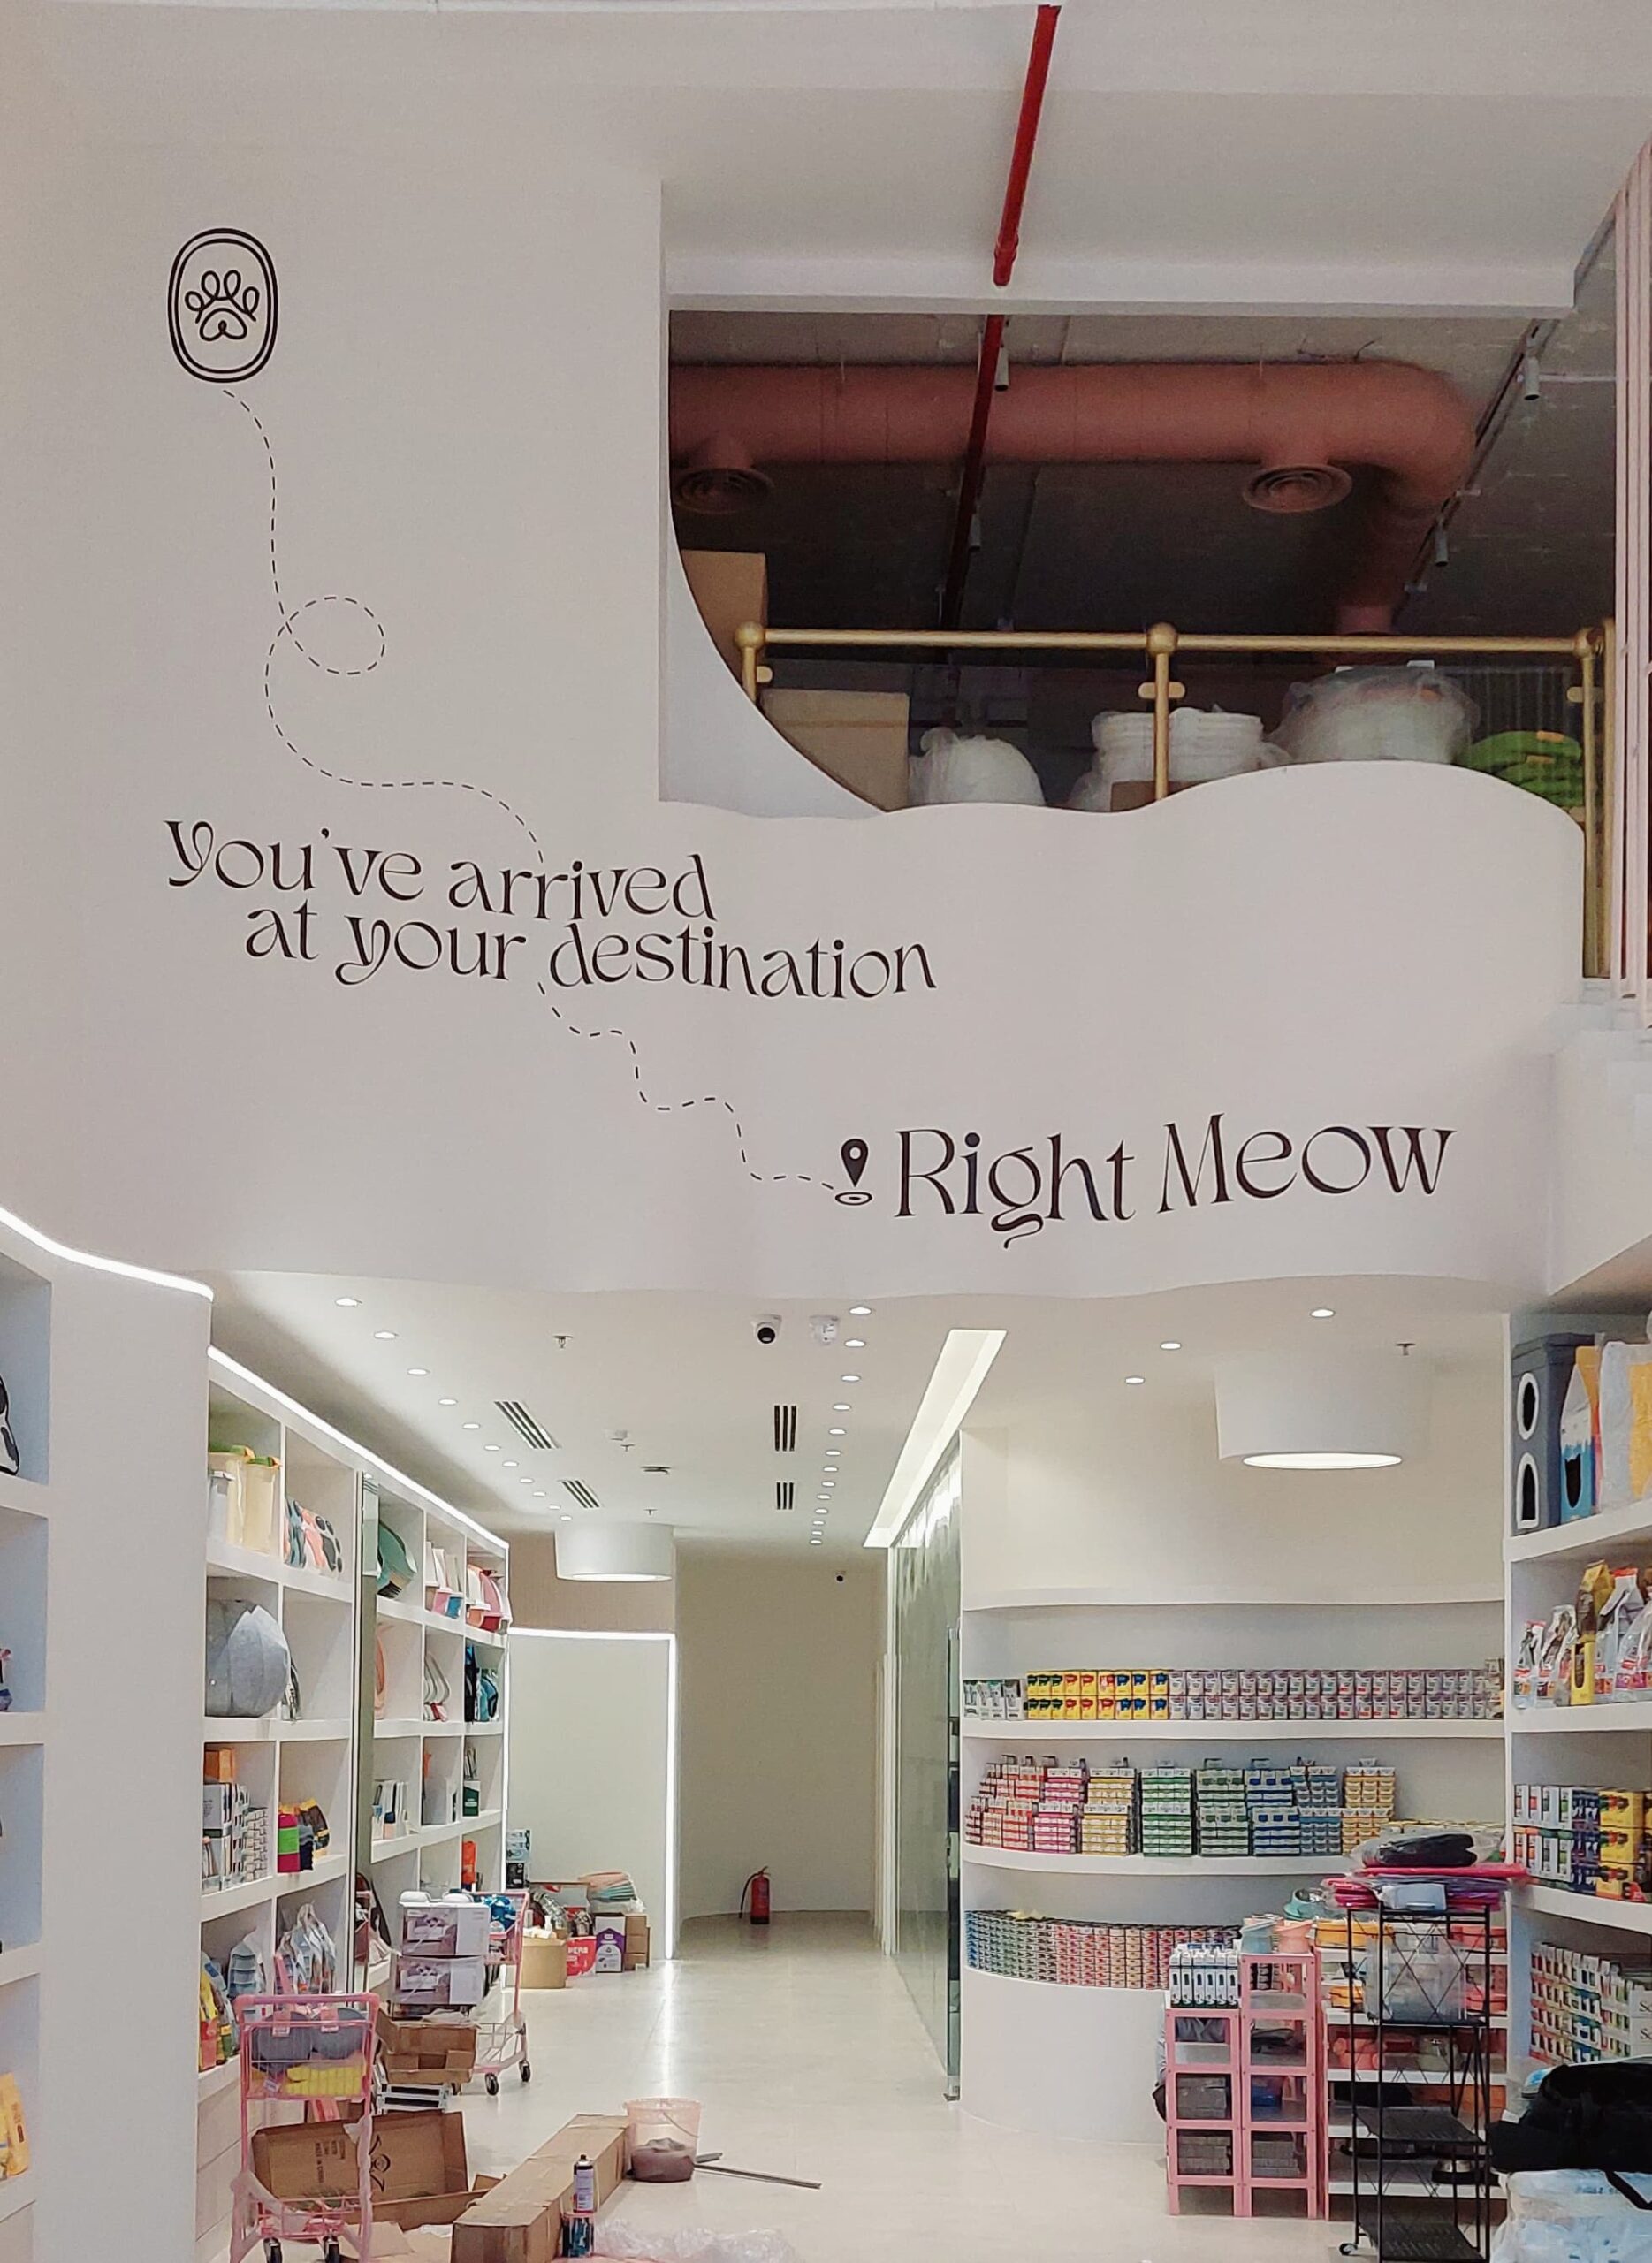 You've arrived
at your destination
Right Meow